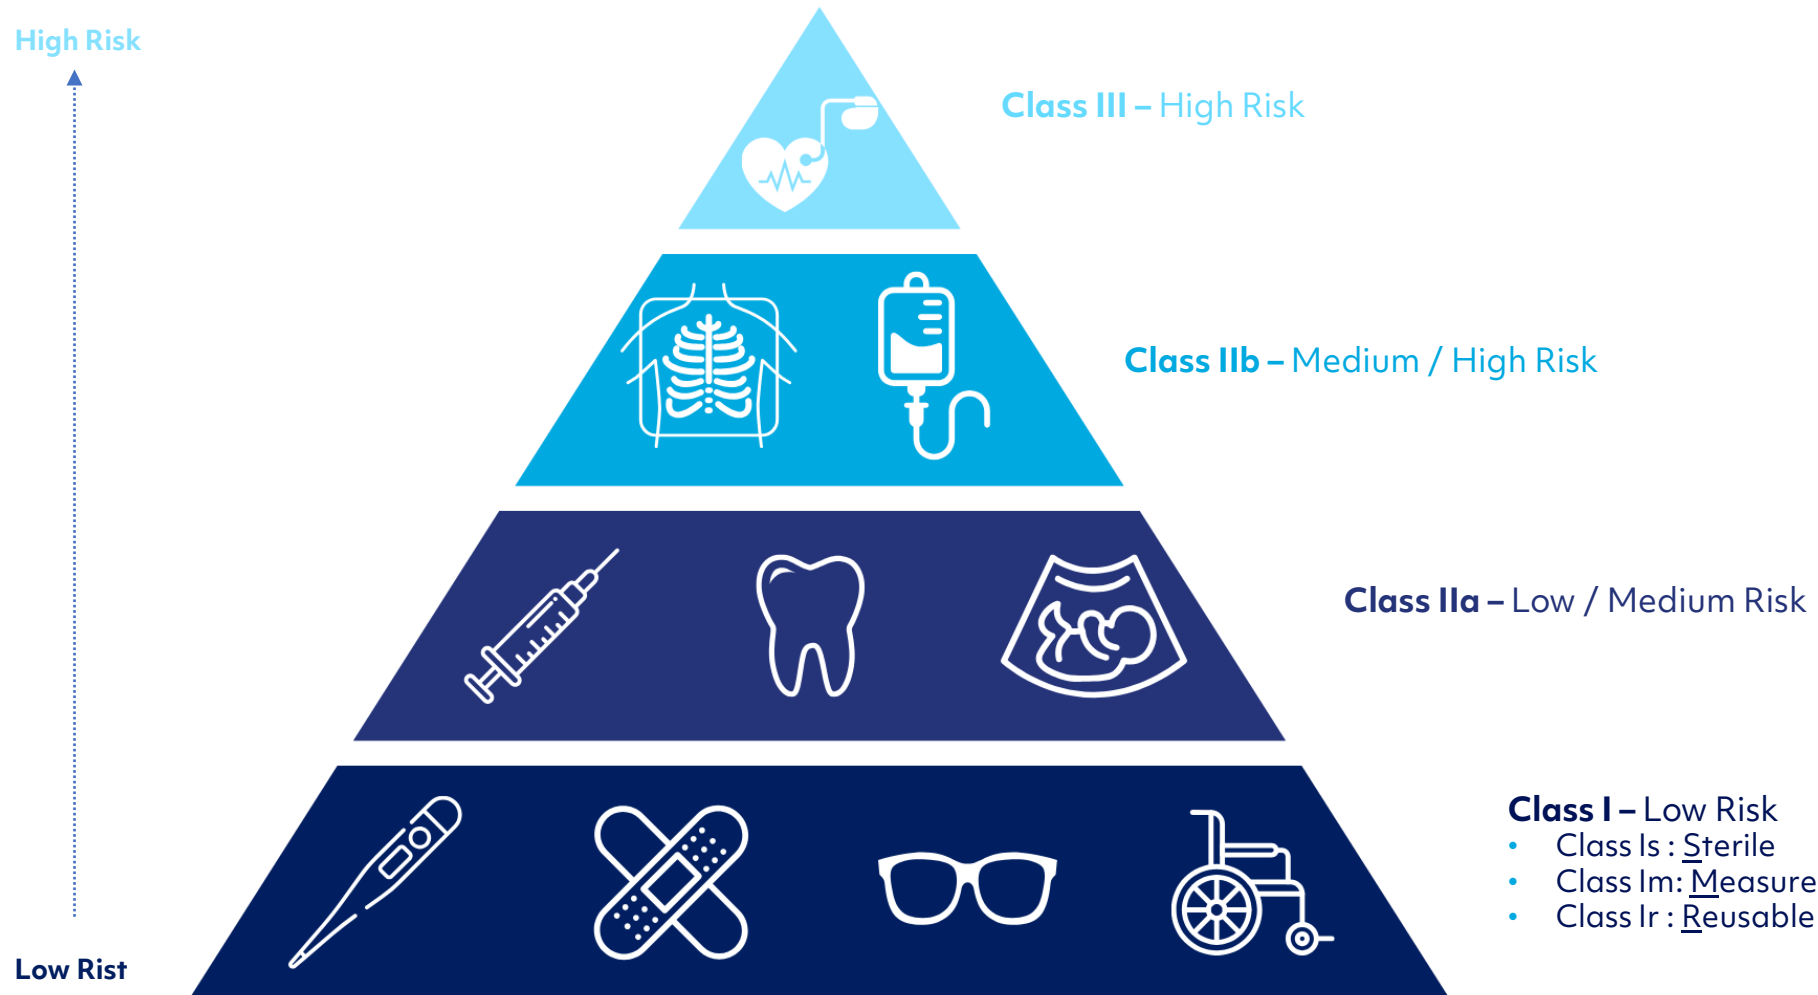 High Risk
Class III – High Risk
Class IIb – Medium / High Risk
Class IIa – Low / Medium Risk
Class I – Low Risk
• Class Is : Sterile
• Class Im: Measure
• Class Ir : Reusable
Low Rist